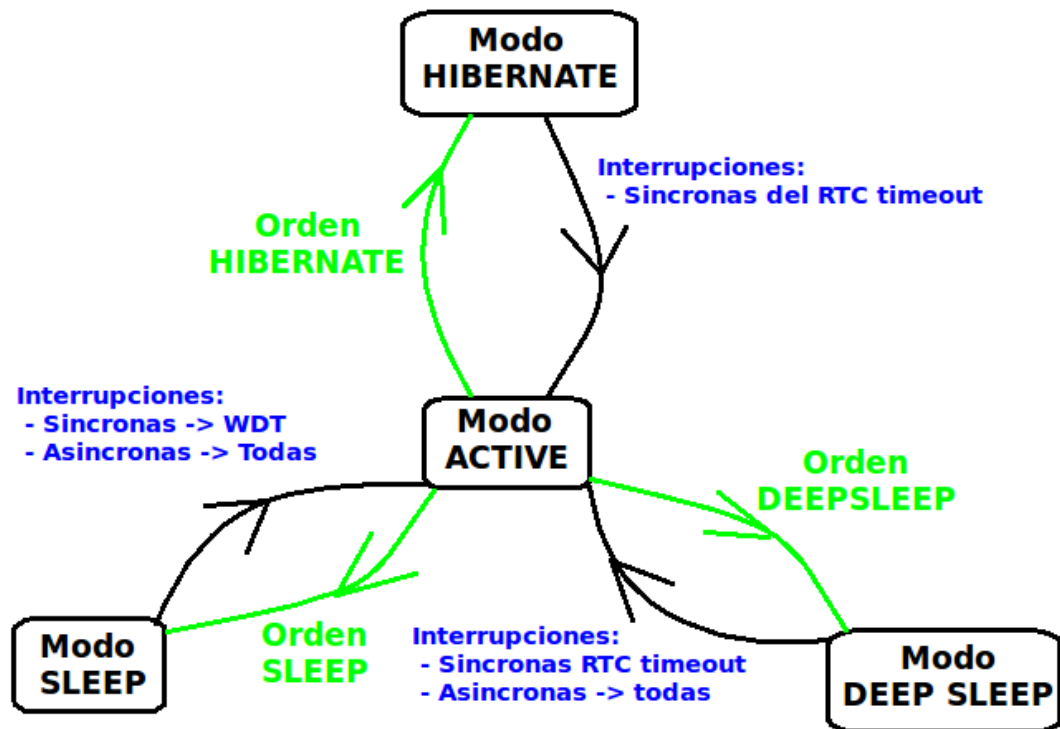 Modo
HIBERNATE
Interrupciones:
- Sincronas del RTC timeout
Orden
HIBERNATE
Interrupciones:
- Sincronas -> WDT
- Asincronas -> Todas
Modo
ACTIVE
Orden
DEEPSLEEP
Modo
SLEEP
Orden
SLEEP
Interrupciones:
- Sincronas RTC timeout
- Asincronas -> todas
Modo
DEEP SLEEP